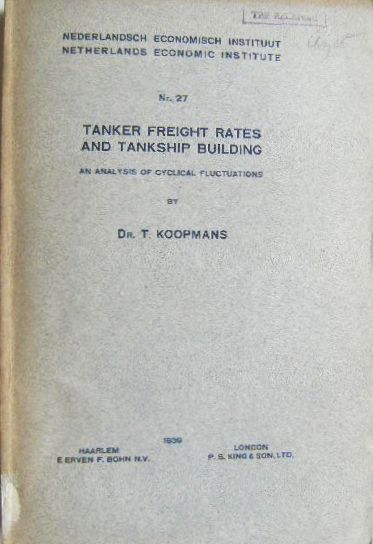 NEDERLANDSCH ECONOMISCH INSTITUUT
NETHERLANDS ECONOMIC INSTITUTE
Nr. 27
TANKER FREIGHT RATES
AND TANKSHIP BUILDING
AN ANALYSIS OF CYCLICAL FLUCTUATIONS
BY
DR. T. KOOPMANS
1939
HAARLEM
E. ERVEN F. BOHN N.V.
LONDON
P. S. KING & SON, LTD.